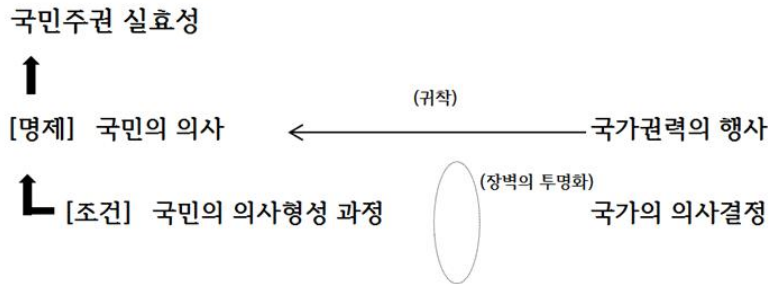 국민주권 실효성
(귀착)
[명제] 국민의 의사 국가권력의 행사
(장벽의 투명화)
[조건] 국민의 의사형성 과정 국가의 의사결정